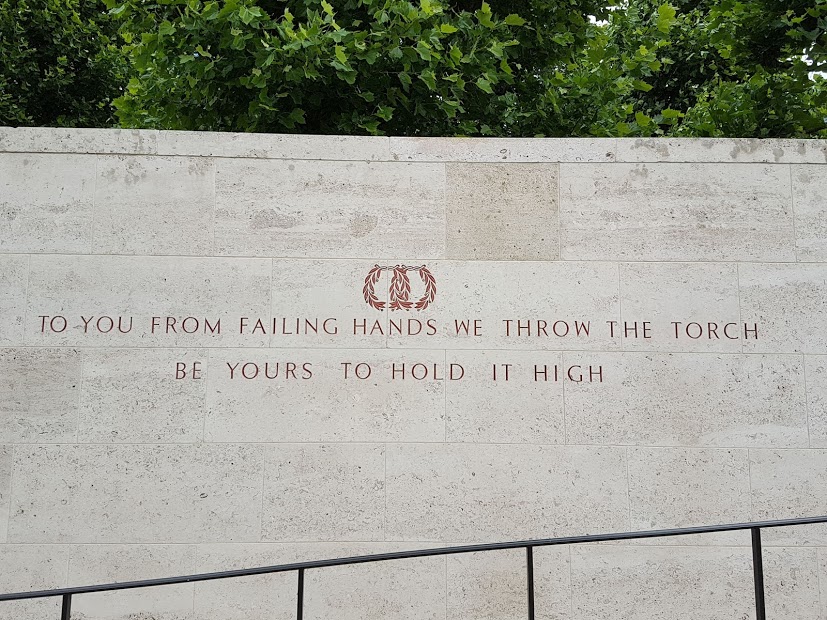 TO YOU FROM FAILING HANDS WE THROW THE TORCH
BE YOURS TO HOLD IT HIGH